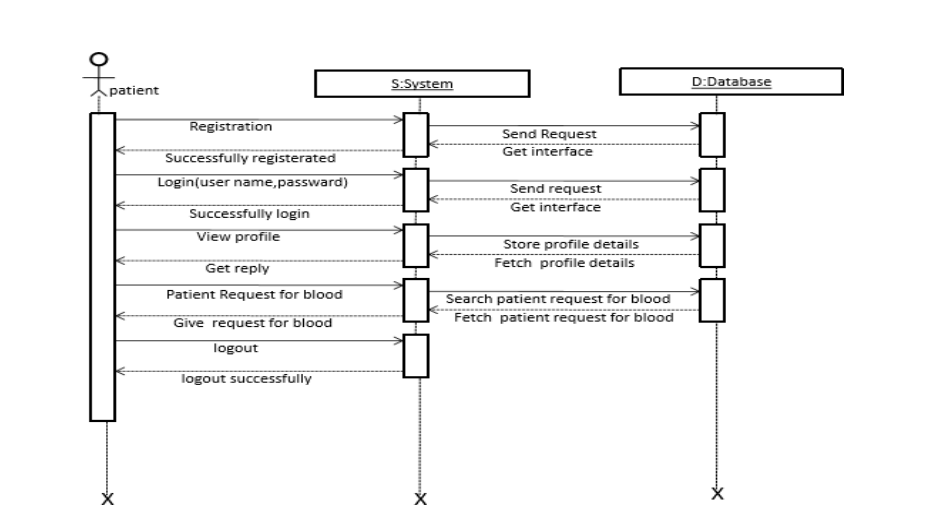 patient
S:System
D:Database
Registration
Send Request
Get interface
Successfully registerated
Login(user name,passward)
Send request
Get interface
Successfully login
View profile
Store profile details
Fetch profile details
Get reply
Patient Request for blood
Search patient request for blood
Fetch patient request for blood
Give request for blood
logout
logout successfully
X
X
X